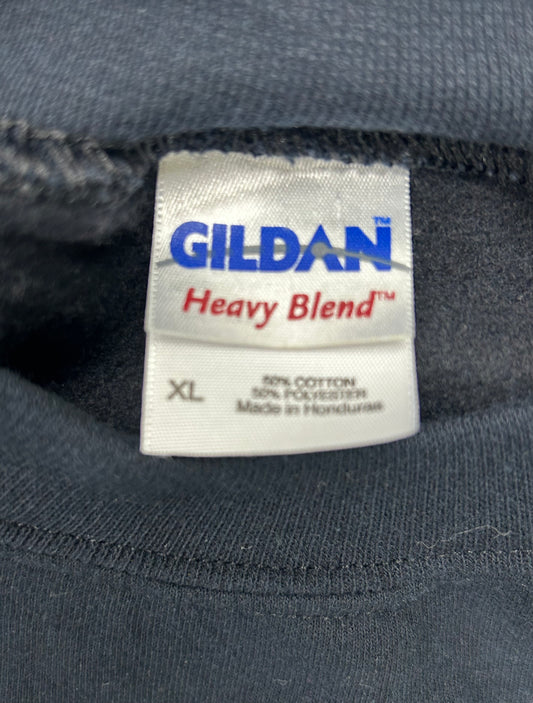 GILDAN™
Heavy Blend™
XL
50% COTTON
50% POLYESTER
Made in Honduras